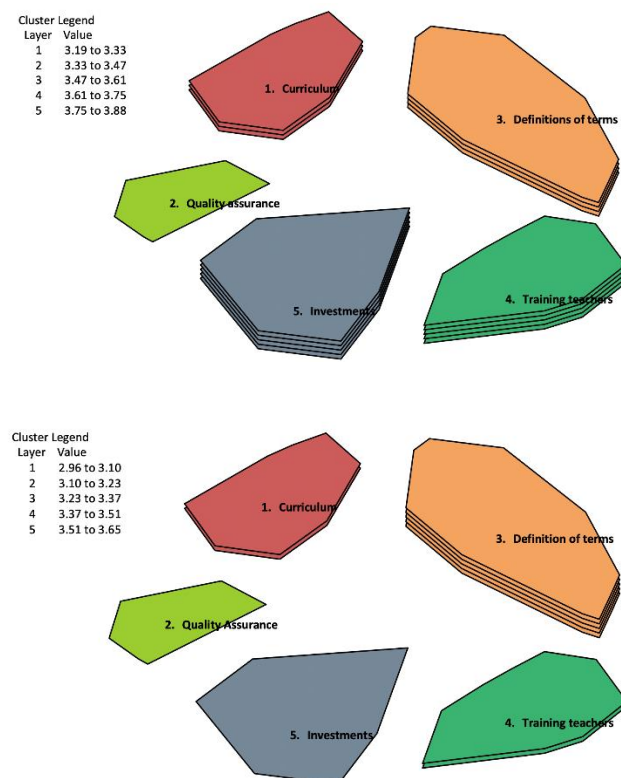 Cluster Legend
Layer Value
1 3.19 to 3.33
2 3.33 to 3.47
3 3.47 to 3.61
4 3.61 to 3.75
5 3.75 to 3.88
1. Curriculum
3. Definitions of terms
2. Quality assurance
4. Training teachers
5. Investments
Cluster Legend
Layer Value
1 2.96 to 3.10
2 3.10 to 3.23
3 3.23 to 3.37
4 3.37 to 3.51
5 3.51 to 3.65
1. Curriculum
3. Definition of terms
2. Quality Assurance
4. Training teachers
5. Investments